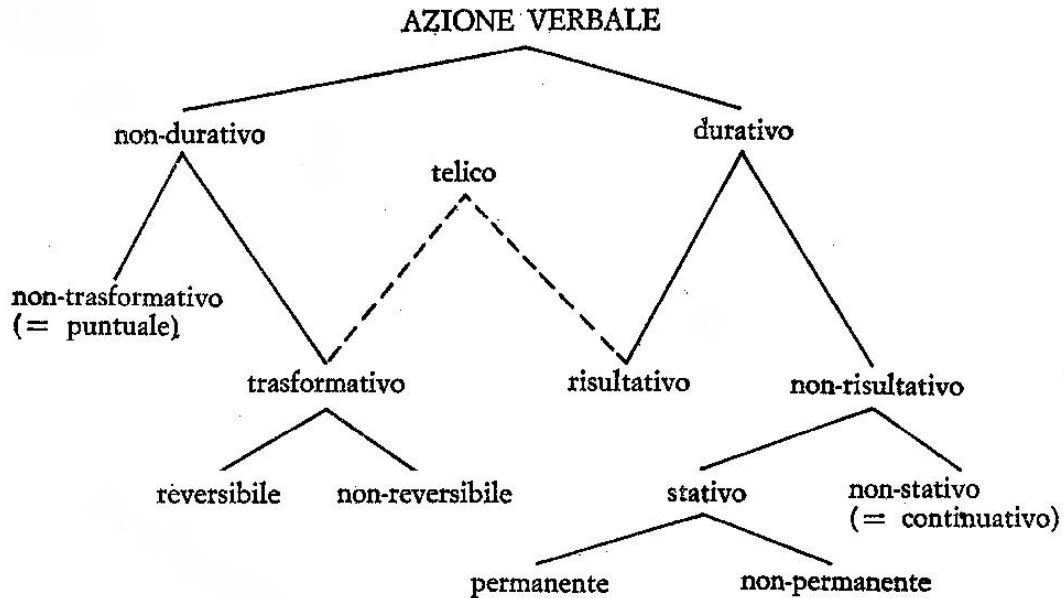 AZIONE VERBALE
non-durativo
durativo
telico
non-trasformativo
(= puntuale)
trasformativo
risultativo
non-risultativo
reversibile
non-reversibile
stativo
non-stativo
(= continuativo)
permanente
non-permanente